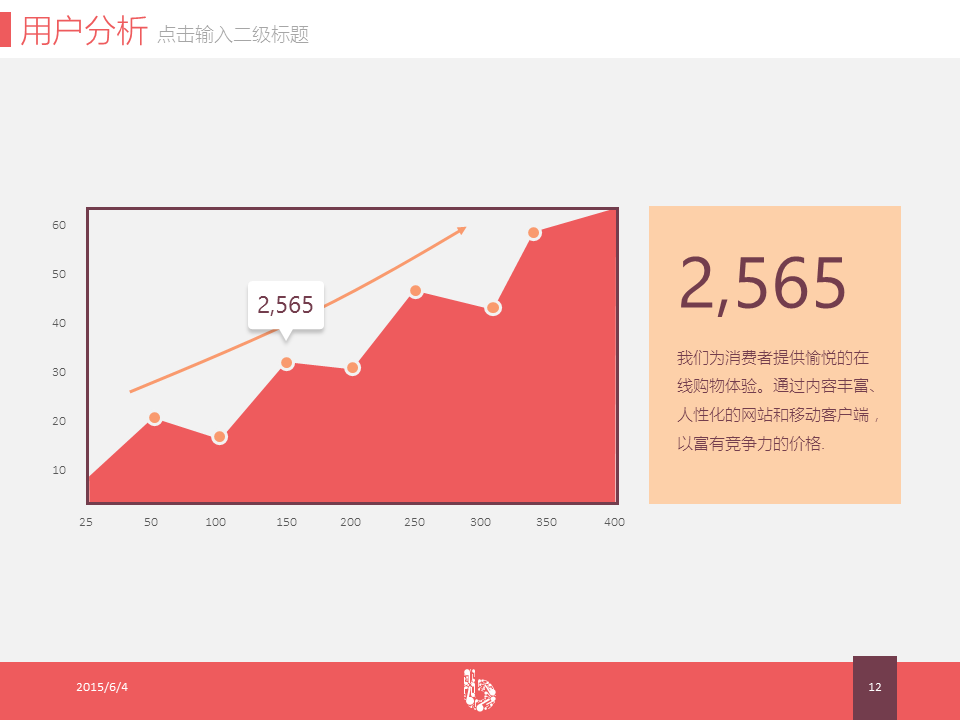 用户分析 点击输入二级标题
60
50
40
30
20
10
2,565
25 50 100 150 200 250 300 350 400
2,565
我们为消费者提供愉悦的在
线购物体验。通过内容丰富、
人性化的网站和移动客户端，
以富有竞争力的价格.
2015/6/4
b
12